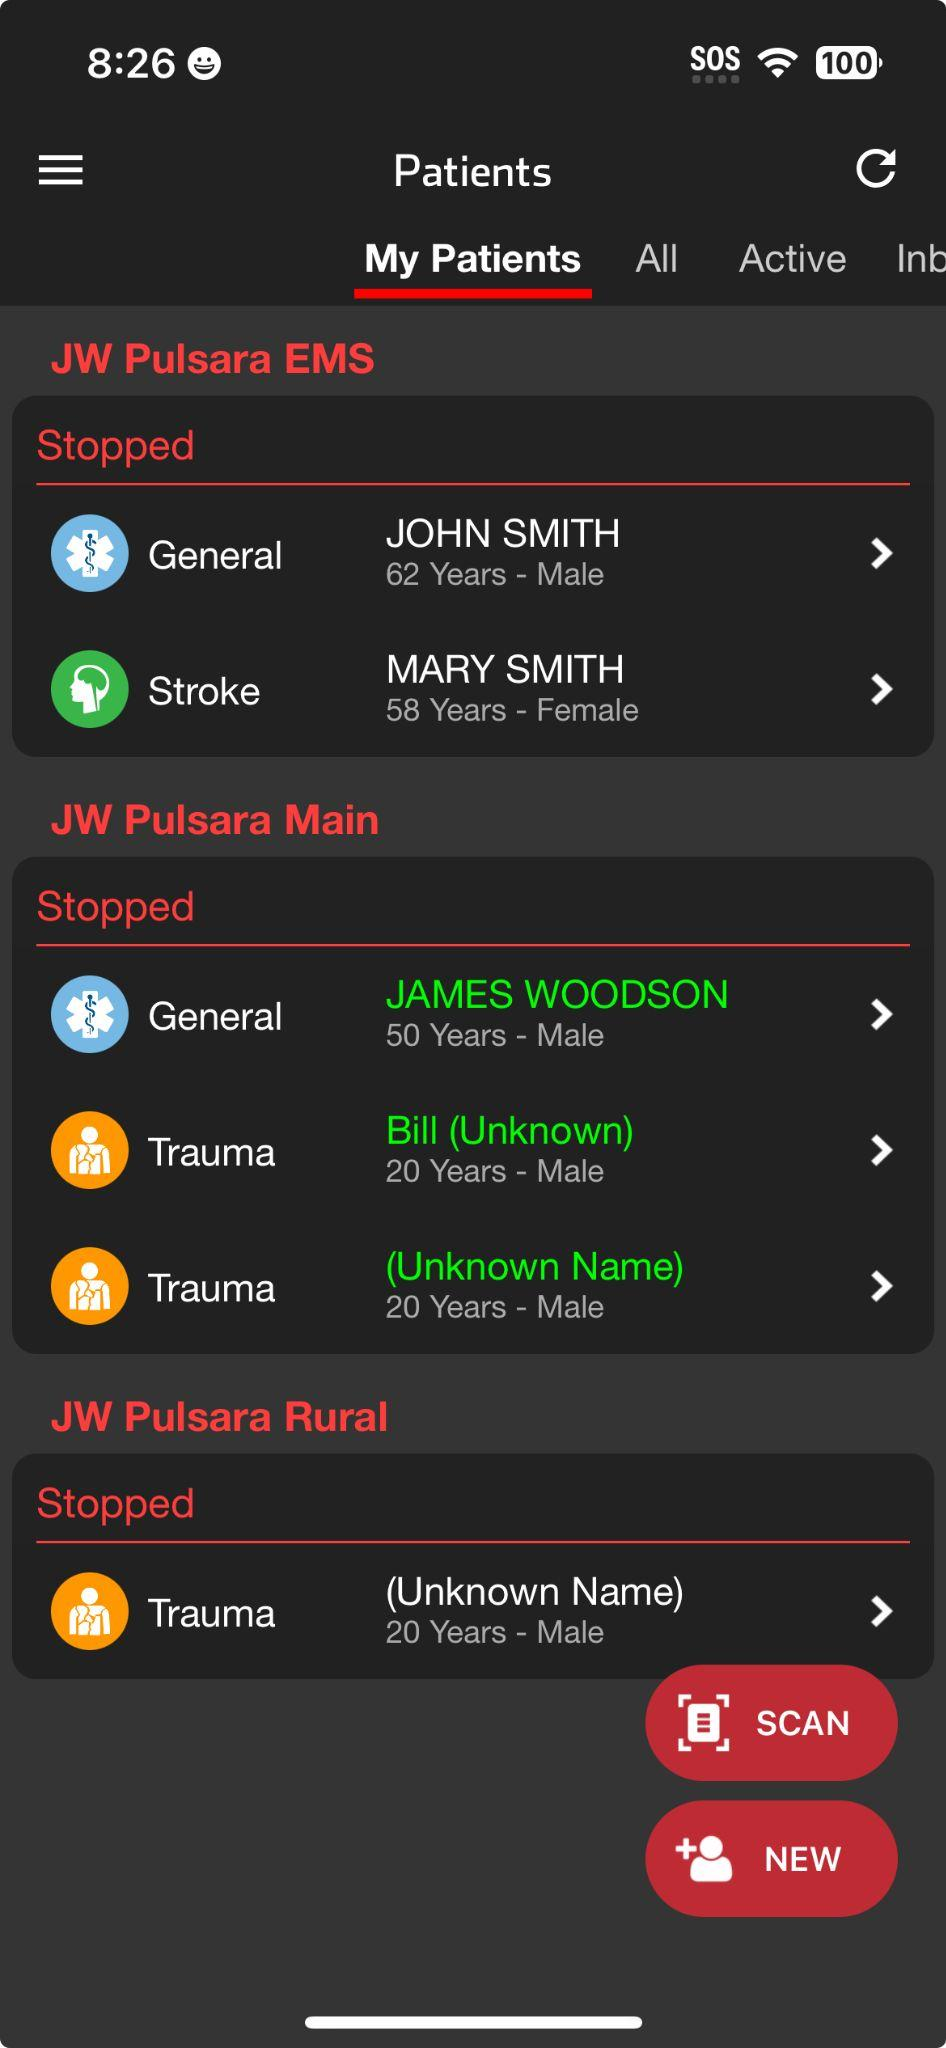 8:26
SOS
100
Patients
My Patients All Active Inb
JW Pulsara EMS
Stopped
General
JOHN SMITH
62 Years - Male
Stroke
MARY SMITH
58 Years - Female
JW Pulsara Main
Stopped
General
JAMES WOODSON
50 Years - Male
Trauma
Bill (Unknown)
20 Years - Male
Trauma
(Unknown Name)
20 Years - Male
JW Pulsara Rural
Stopped
Trauma
(Unknown Name)
20 Years - Male
SCAN
NEW